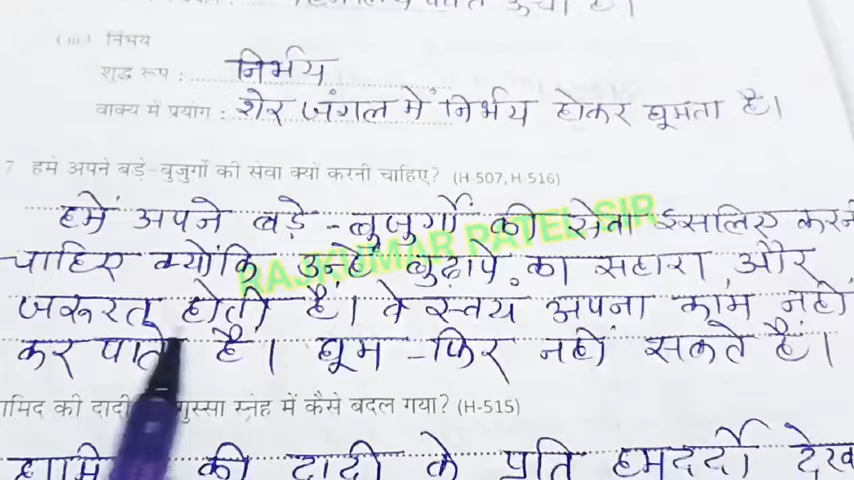 (iii) निभय
शुद्ध रूप : निर्भय
वाक्य में प्रयोग : शेर जंगल में निर्भय होकर घूमता है।
7 हमें अपने बड़े-बुजुर्गों की सेवा क्यों करनी चाहिए? (H-507, H-516)
हमें अपने बड़े-बुजुर्गों की सेवा इसलिए करनी
चाहिए क्योंकि उन्हें बुढ़ापे का सहारा और
जरूरत होती हैं। वे स्वयं अपना काम नहीं
कर पाते है। घूम-फिर नहीं सकते हैं।
RAJKUMAR PATEL SIR
की दादी गुस्सा स्नेह में कैसे बदल गया? (H-515)
की दादी के प्रति हमदर्दी